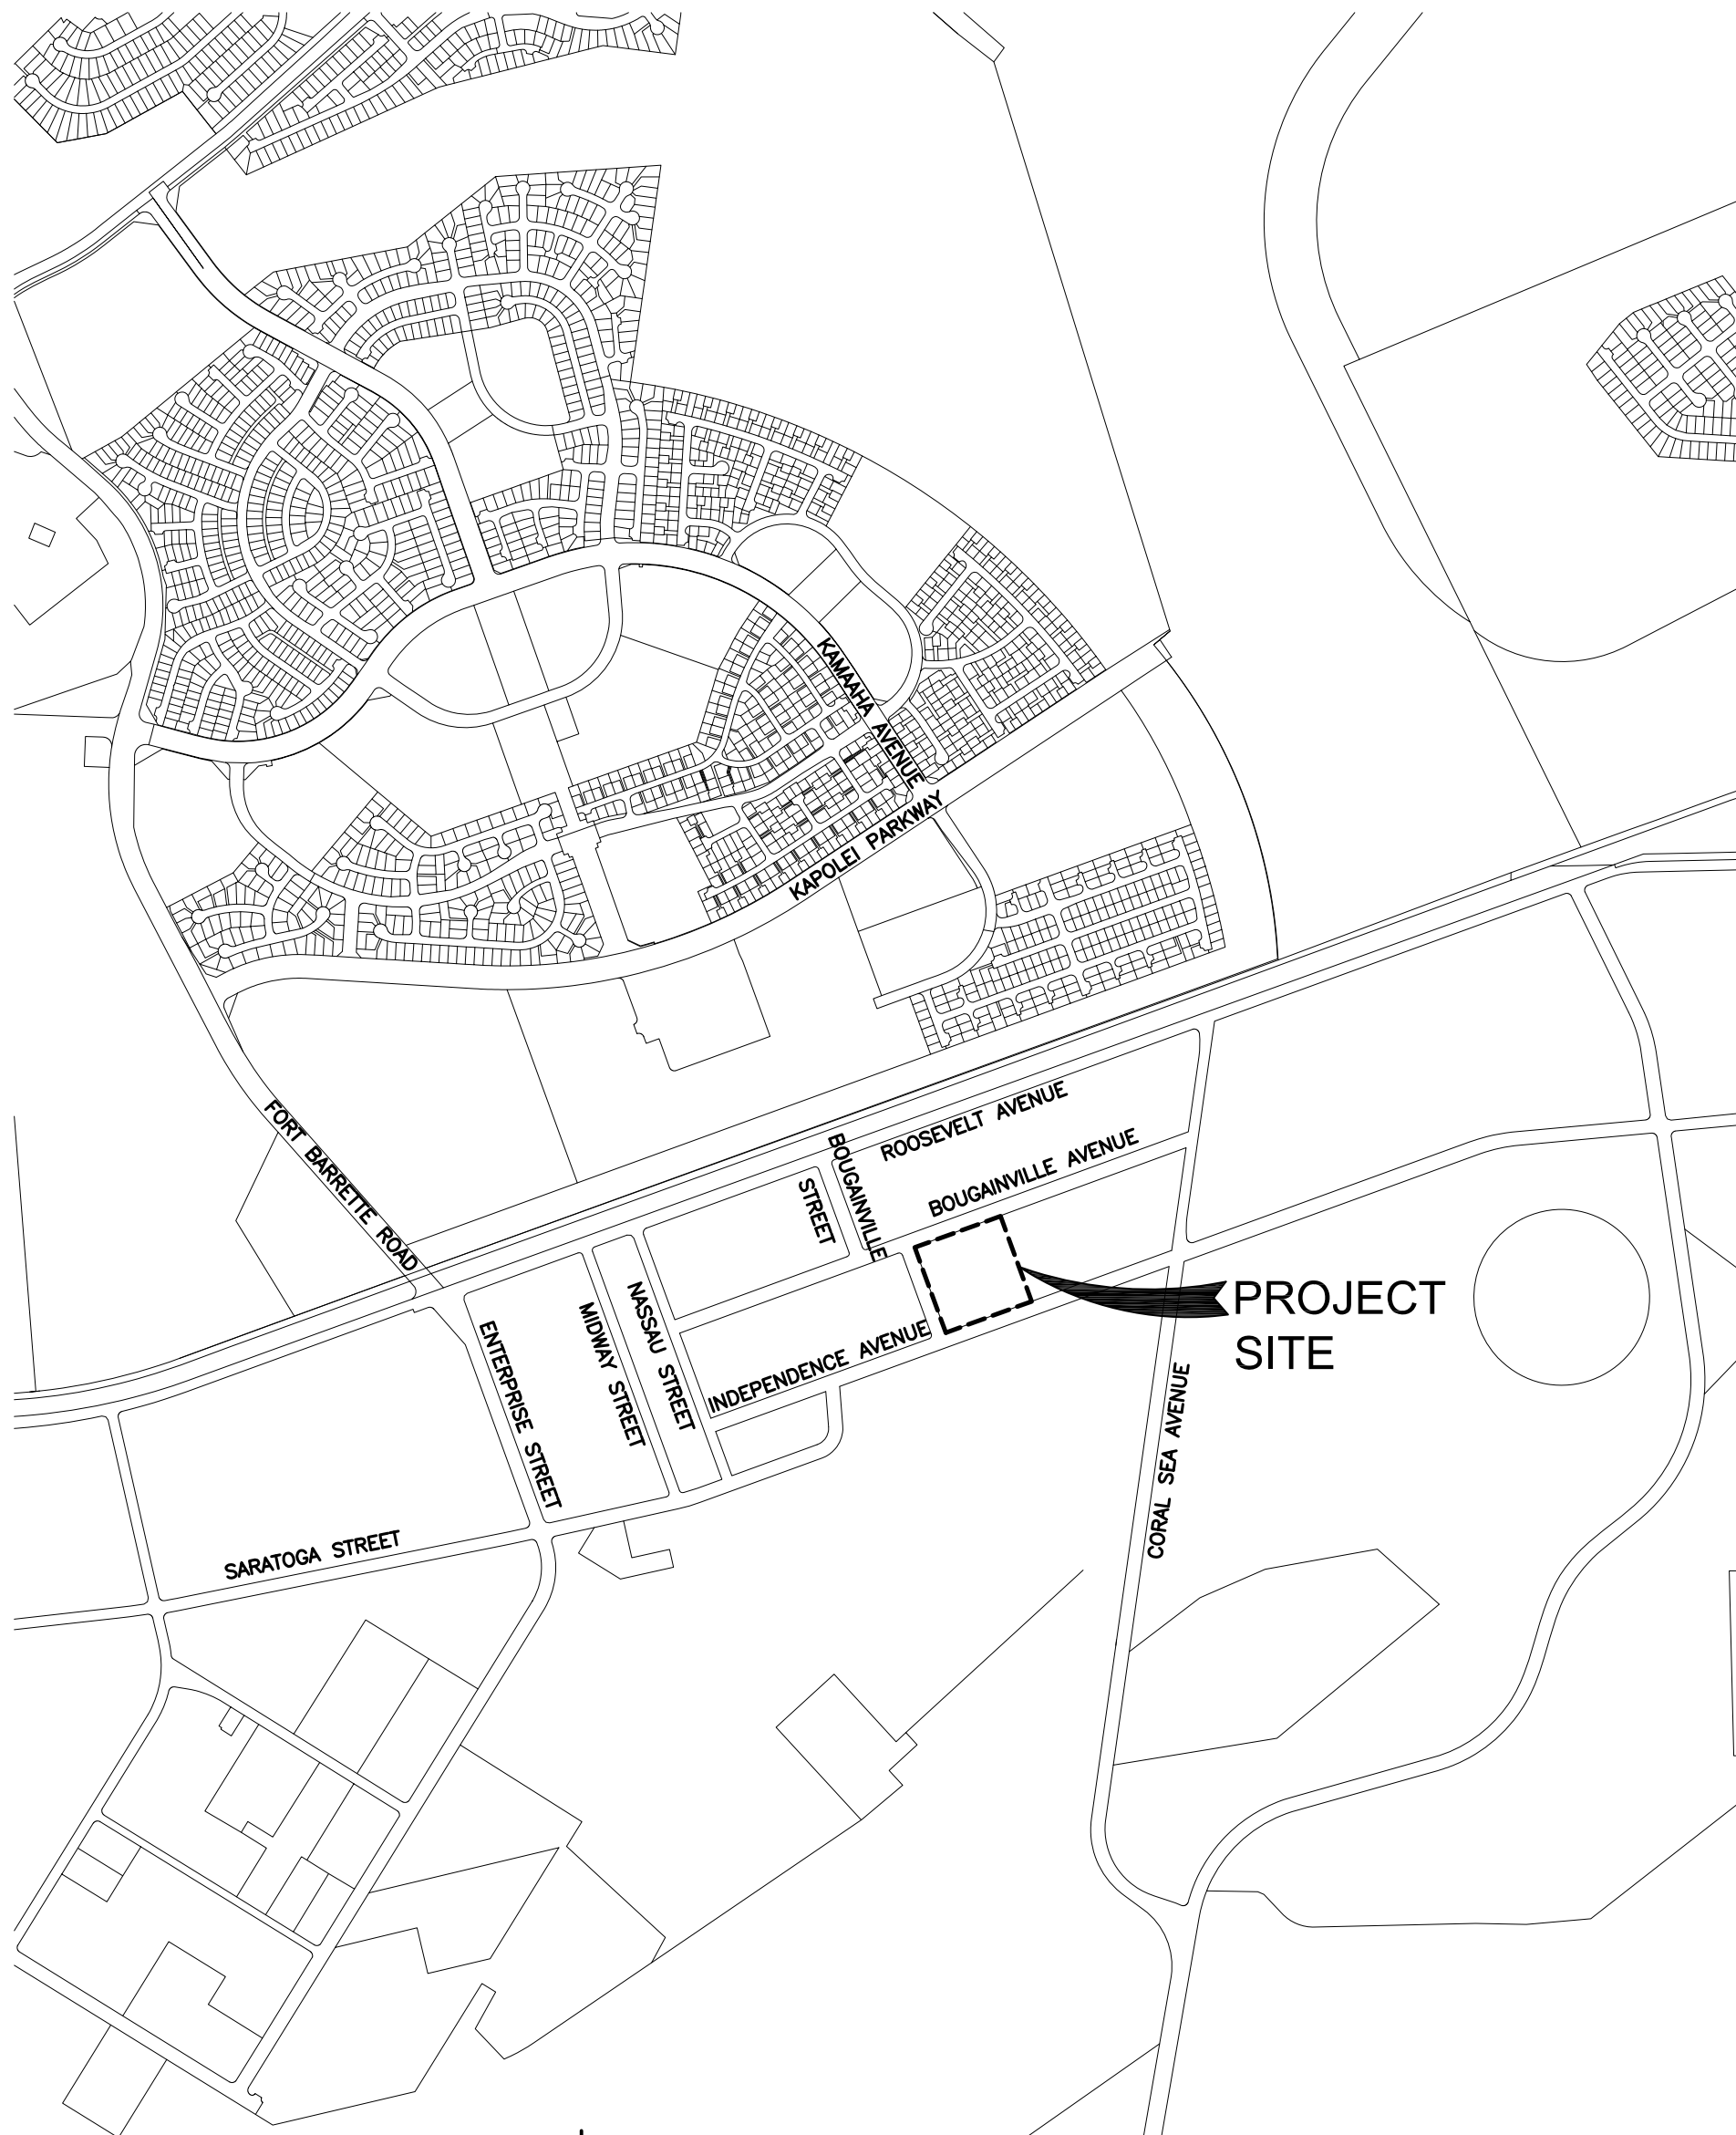 KAMAAHA AVENUE
KAPOLEI PARKWAY
FORT BARRETTE ROAD
ROOSEVELT AVENUE
BOUGAINVILLE AVENUE
BOUGAINVILLE
STREET
PROJECT
SITE
NASSAU STREET
MIDWAY STREET
ENTERPRISE STREET
INDEPENDENCE AVENUE
CORAL SEA AVENUE
SARATOGA STREET